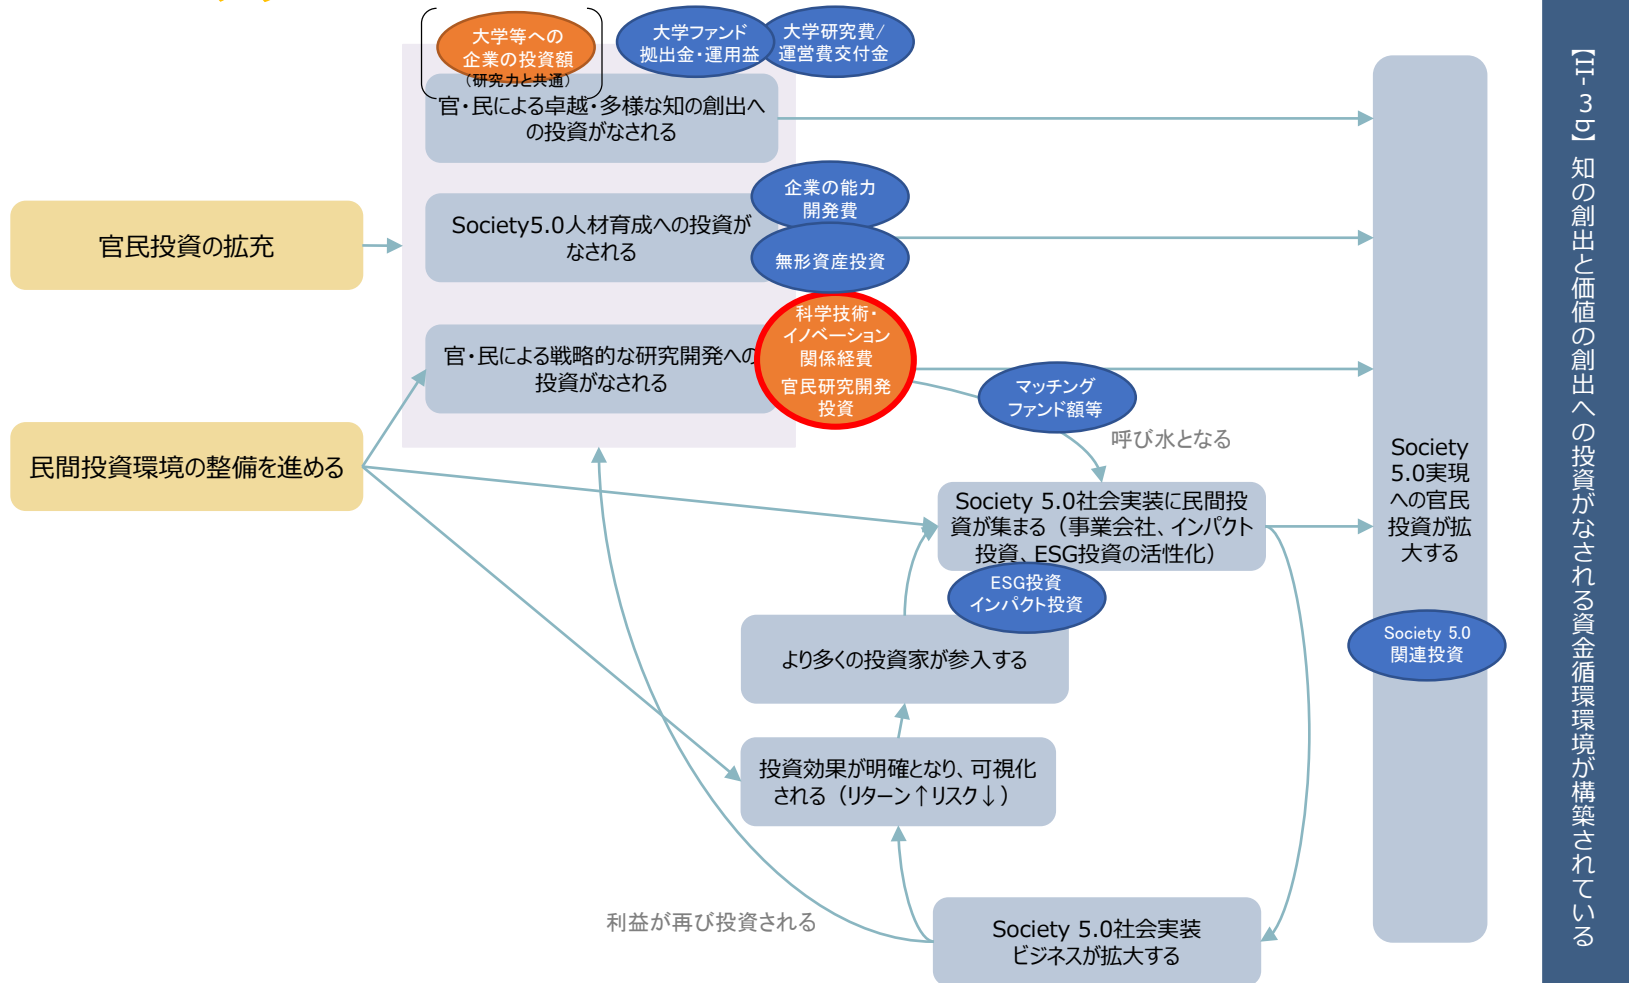 大学等への
企業の投資額
（研究力と共通）
大学ファンド
拠出金・運用益
大学研究費/
運営費交付金
官・民による卓越・多様な知の創出へ
の投資がなされる
企業の能力
開発費
Society5.0人材育成への投資が
なされる
無形資産投資
官民投資の拡充
科学技術・
イノベーション
関係経費
官民研究開発
投資
官・民による戦略的な研究開発への
投資がなされる
マッチング
ファンド額等
呼び水となる
民間投資環境の整備を進める
Society 5.0社会実装に民間投
資が集まる（事業会社、インパクト
投資、ESG投資の活性化）
ESG投資
インパクト投資
より多くの投資家が参入する
投資効果が明確となり、可視化
される（リターン↑リスク↓）
利益が再び投資される
Society 5.0社会実装
ビジネスが拡大する
Society
5.0実現
への官民
投資が拡
大する
Society 5.0
関連投資
【II-３b】知の創出と価値の創出への投資がなされる資金循環環境が構築されている